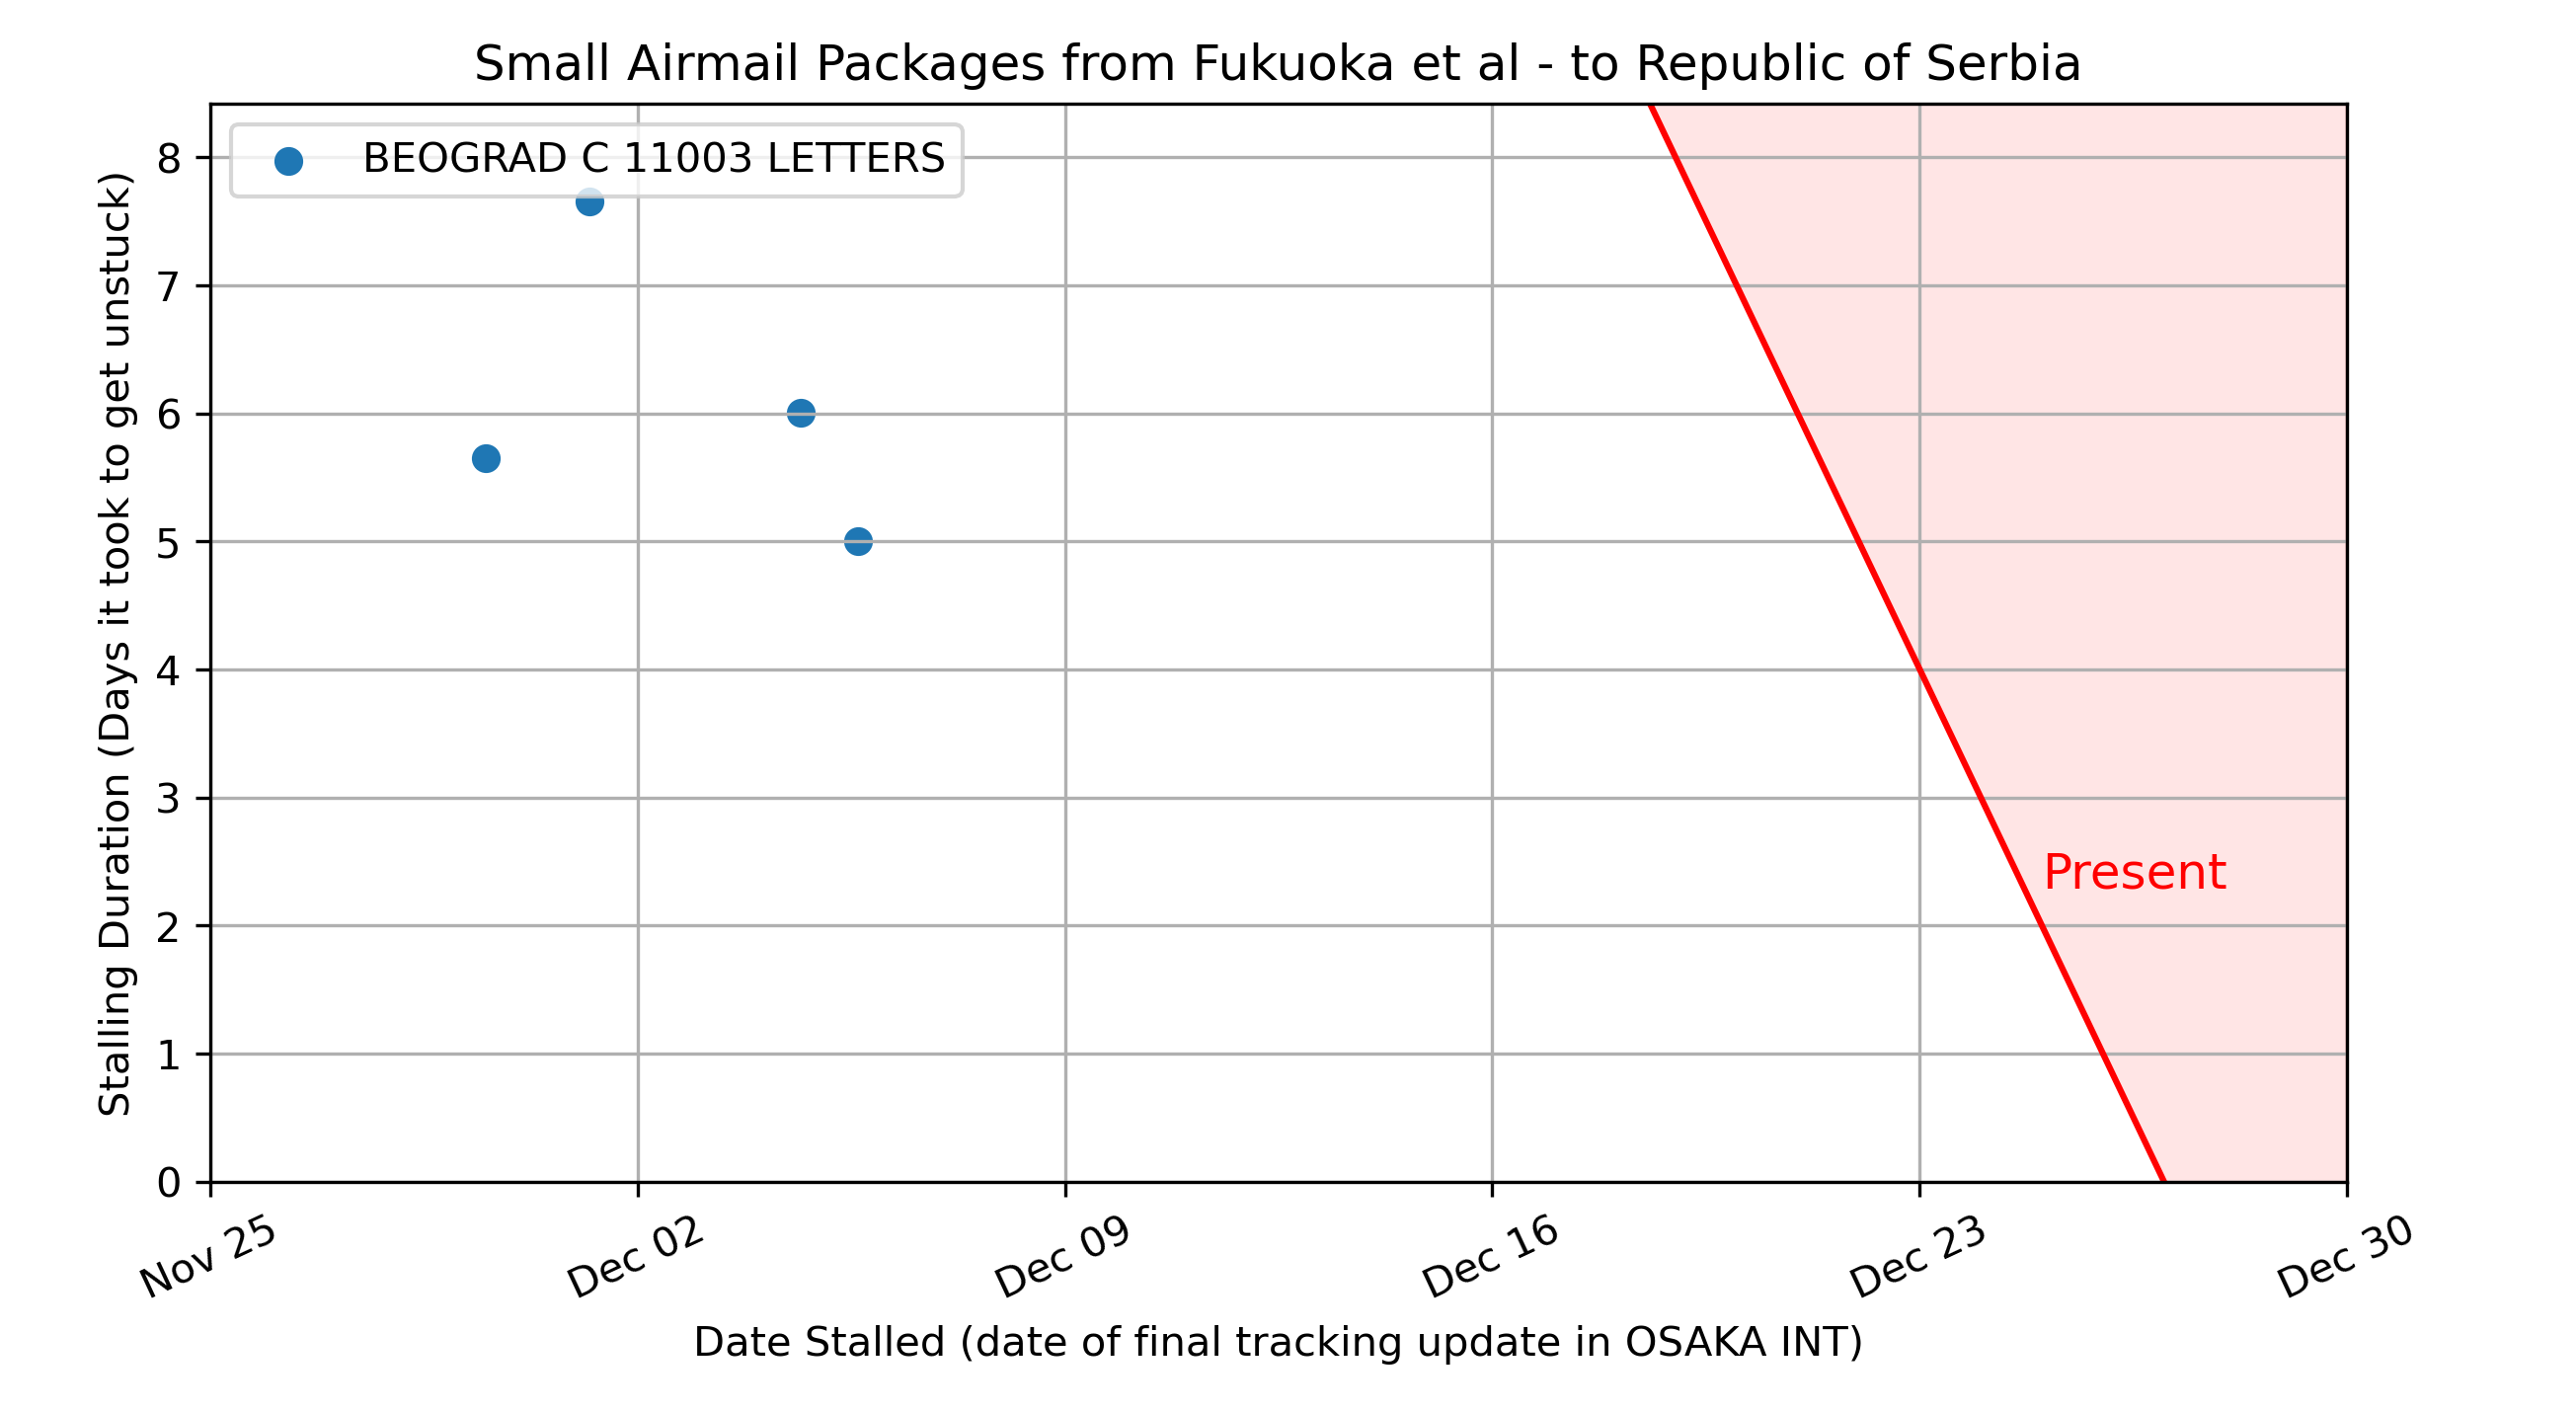 Small Airmail Packages from Fukuoka et al - to Republic of Serbia
BEOGRAD C 11003 LETTERS
Stalling Duration (Days it took to get unstuck)
8
7
6
5
4
3
2
1
0
Present
Nov 25
Dec 02
Dec 09
Dec 16
Dec 23
Dec 30
Date Stalled (date of final tracking update in OSAKA INT)